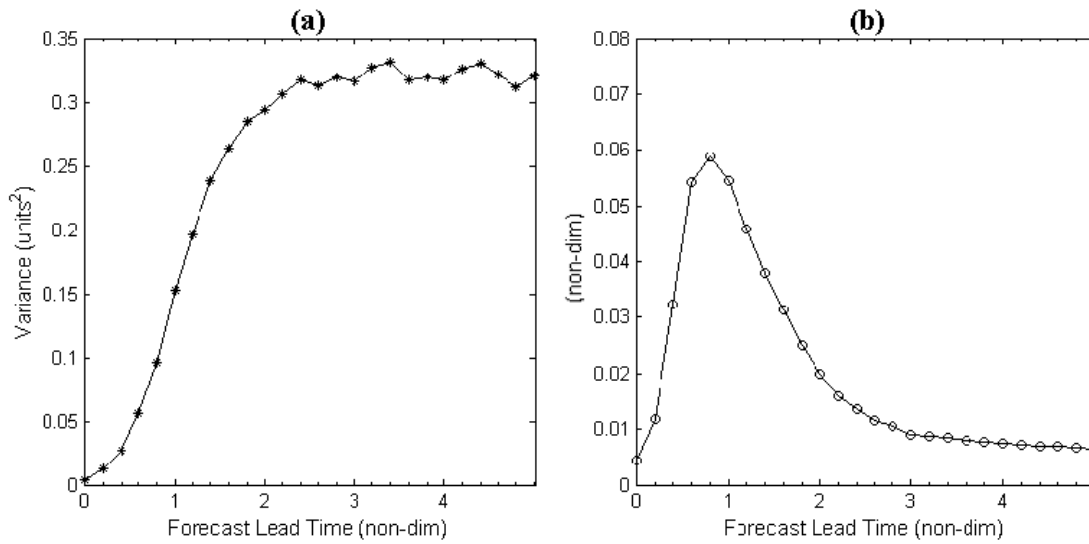 (a)
(b)
0.35
0.3
0.25
0.2
0.15
0.1
0.05
0
Variance (units²)
0 1 2 3 4
Forecast Lead Time (non-dim)
0.08
0.07
0.06
0.05
0.04
0.03
0.02
0.01
0
(non-dim)
0 1 2 3 4
Forecast Lead Time (non-dim)